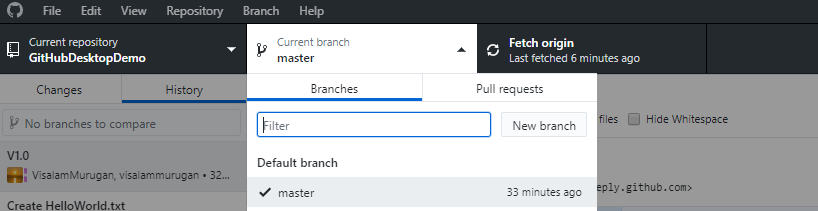 File Edit View Repository Branch Help
Current repository
GitHubDesktopDemo
Current branch
master
Fetch origin
Last fetched 6 minutes ago
Changes
History
Branches
Pull requests
No branches to compare
Filter
New branch
files
Hide Whitespace
V1.0
VisalamMurugan, visalammurugan • 32...
Default branch
master
33 minutes ago
eply.github.com>
Create HelloWorld.txt